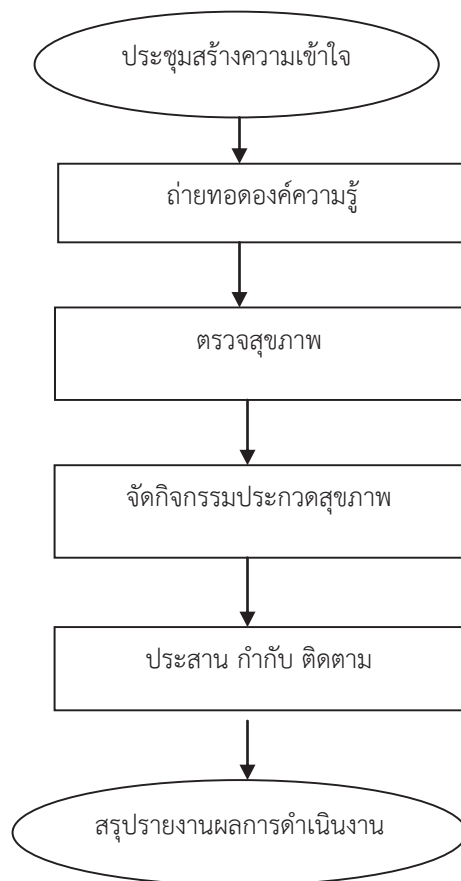 ประชุมสร้างความเข้าใจ
ถ่ายทอดองค์ความรู้
ตรวจสุขภาพ
จัดกิจกรรมประกวดสุขภาพ
ประสาน กำกับ ติดตาม
สรุปรายงานผลการดำเนินงาน